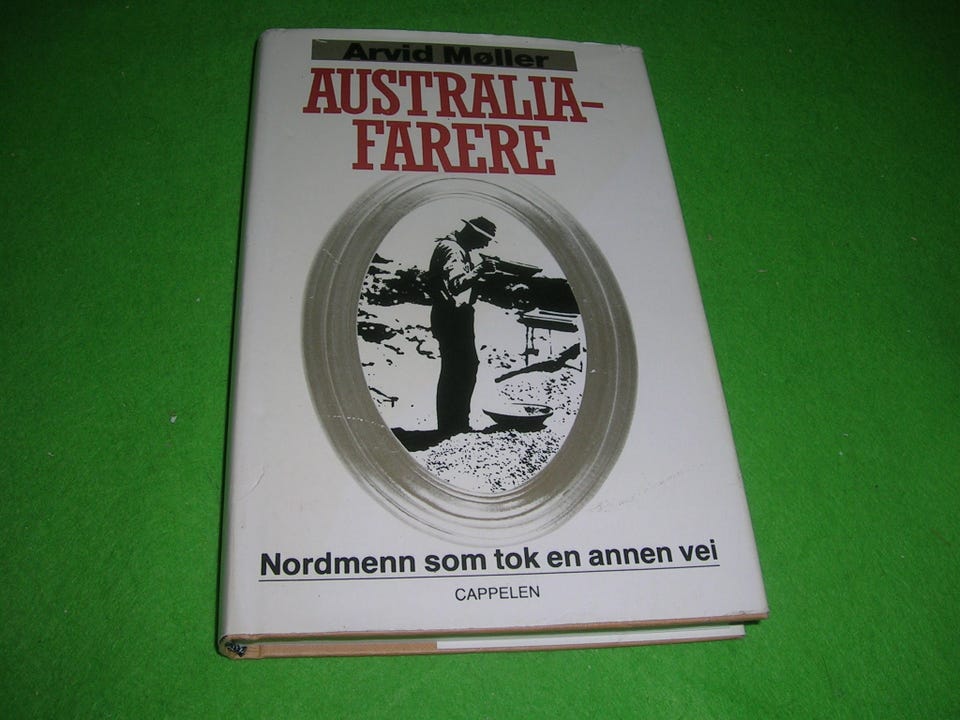 Arvid Møller
AUSTRALIA-
FARERE
Nordmenn som tok en annen vei
CAPPELEN